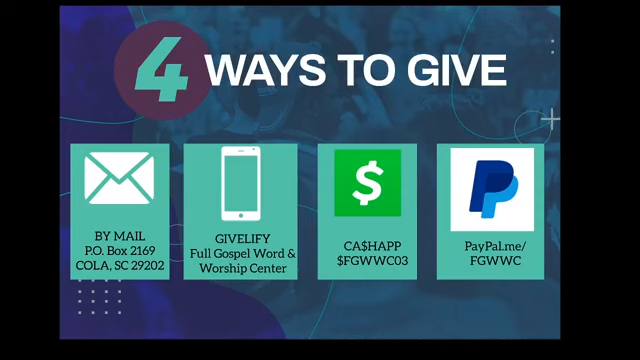 4 WAYS TO GIVE
BY MAIL
P.O. Box 2169
COLA, SC 29202
GIVELIFY
Full Gospel Word &
Worship Center
$
CA$HAPP
$FGWWC03
PayPal.me/
FGWWC